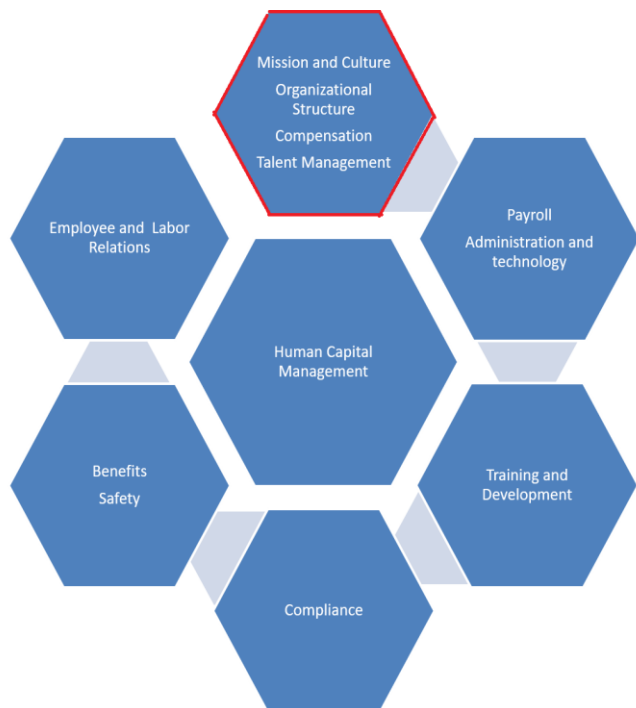 Mission and Culture
Organizational
Structure
Compensation
Talent Management
Payroll
Administration and
technology
Employee and Labor
Relations
Human Capital
Management
Benefits
Safety
Training and
Development
Compliance